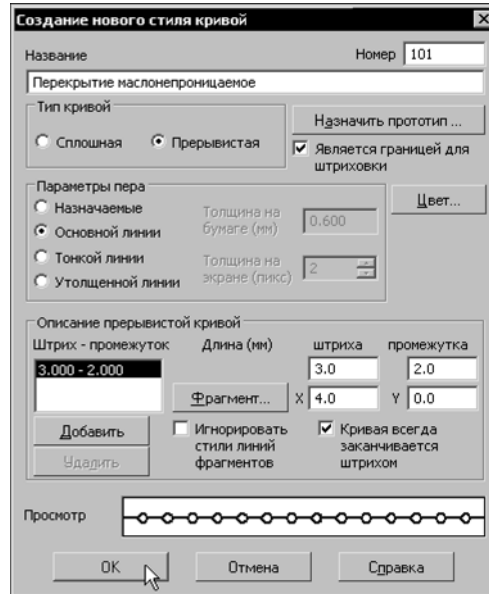 Создание нового стиля кривой
Название
Номер 101
Перекрытие маслонепроницаемое
Тип кривой
Сплошная Прерывистая
Назначить прототип ...
Является границей для
штриховки
Параметры пера
Назначаемые
Основной линии
Тонкой линии
Утолщенной линии
Толщина на
бумаге (мм)
0.600
Толщина на
экране (пикс)
2
Цвет...
Описание прерывистой кривой
Штрих - промежуток Длина (мм) штриха промежутка
3.000 - 2.000
3.0 2.0
Фрагмент... X 4.0 Y 0.0
Добавить
Удалить
Игнорировать
стили линий
фрагментов
Кривая всегда
заканчивается
штрихом
Просмотр
OK Отмена Справка